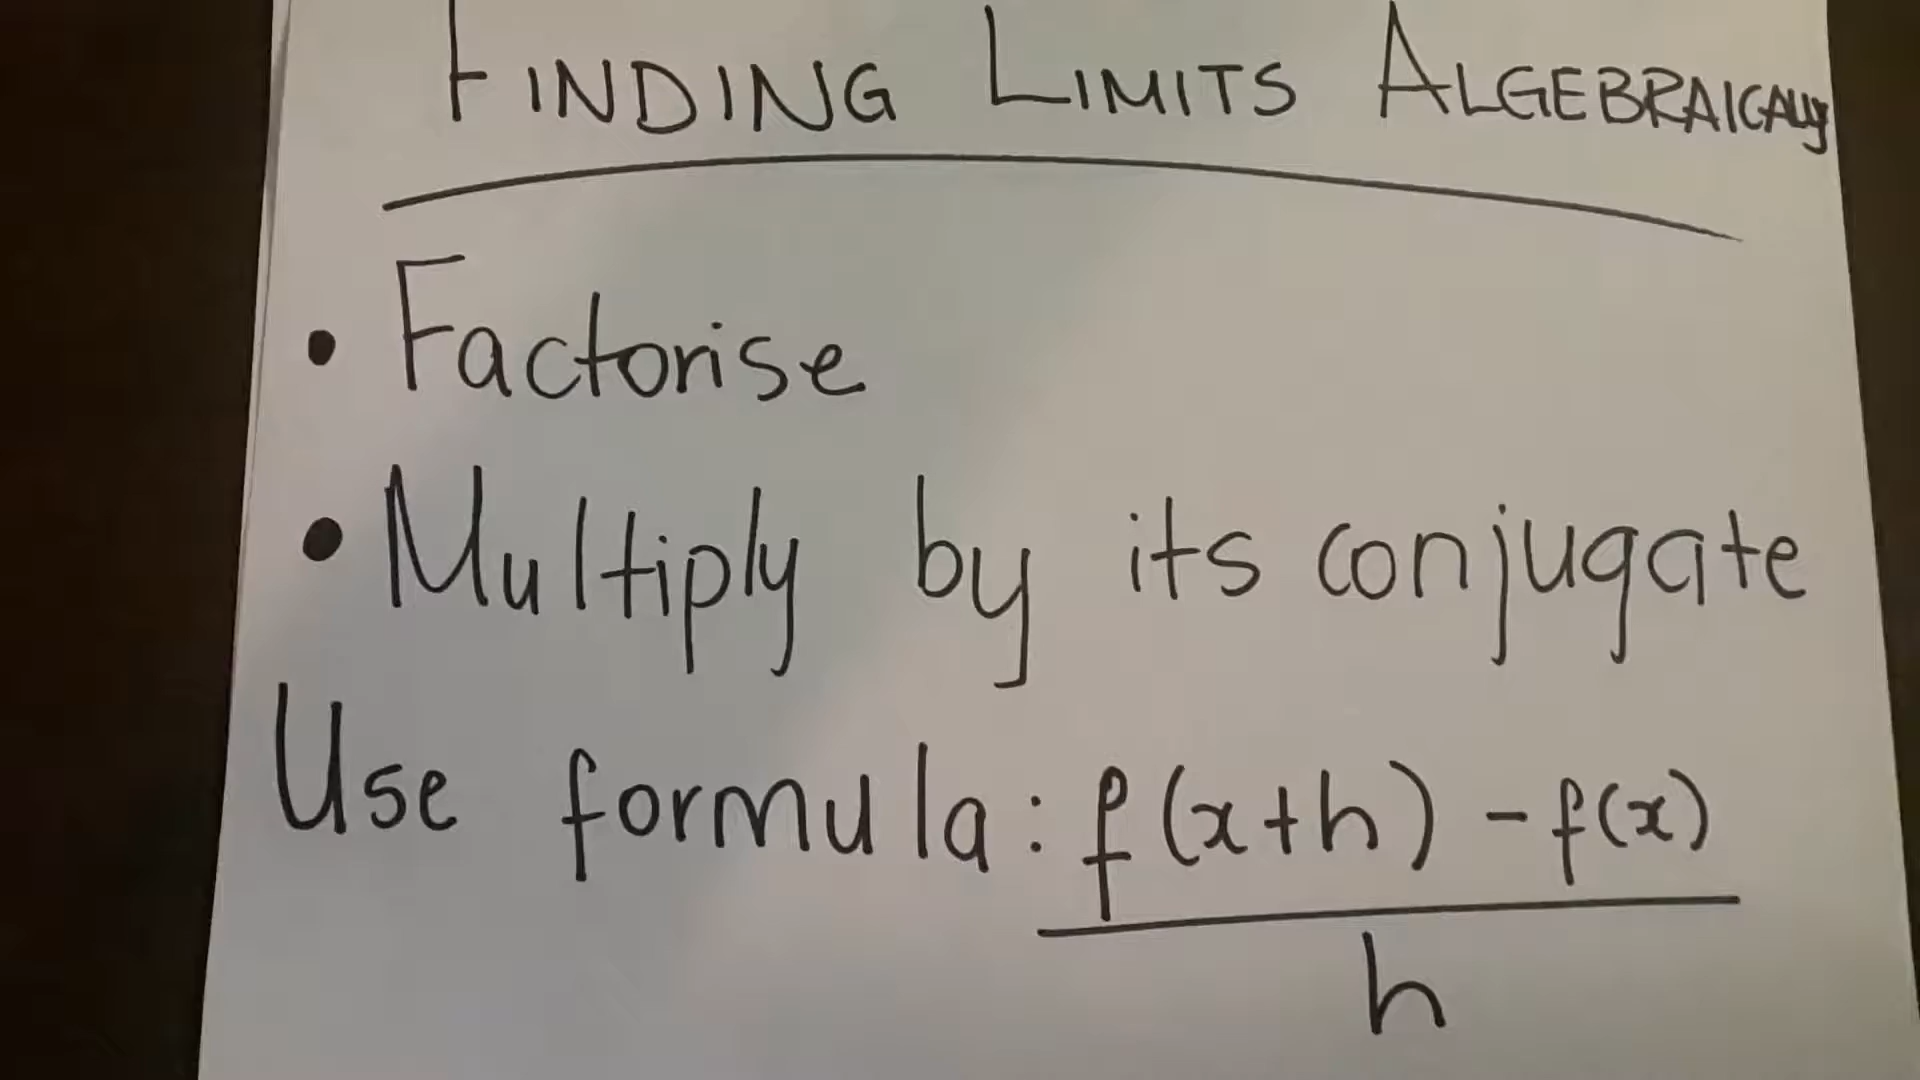 FINDING LIMITS ALGEBRAICALLY
• Factorise
• Multiply by its conjugate
Use formula: f(x+h) - f(x)
h